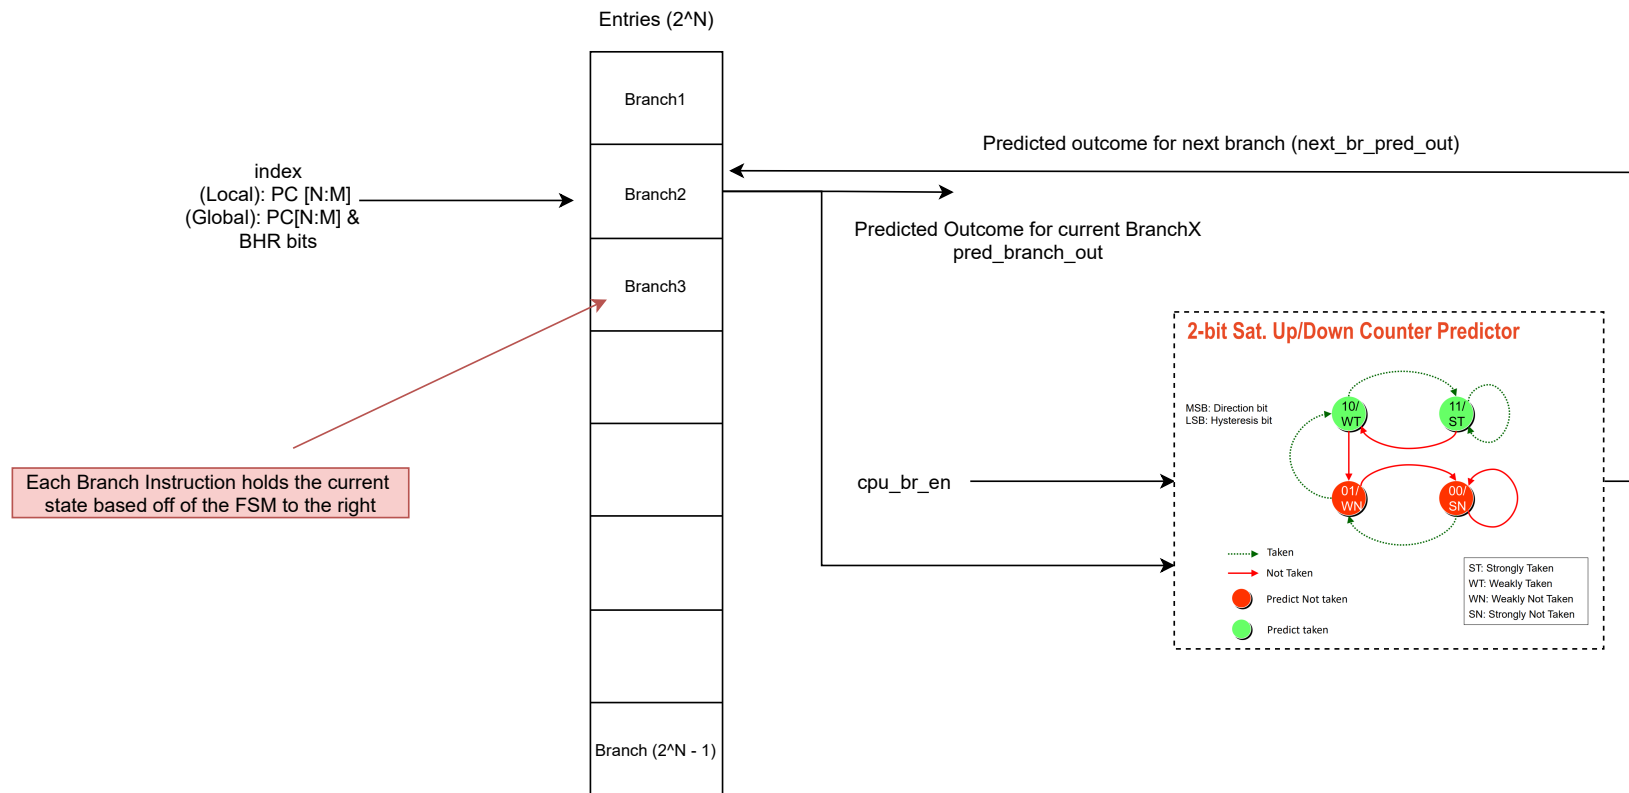 Entries (2^N)
Branch1
Predicted outcome for next branch (next_br_pred_out)
index
(Local): PC [N:M]
(Global): PC[N:M] &
BHR bits
Branch2
Predicted Outcome for current BranchX
pred_branch_out
Branch3
2-bit Sat. Up/Down Counter Predictor
MSB: Direction bit
LSB: Hysteresis bit
10/
WT
11/
ST
01/
WN
00/
SN
Each Branch Instruction holds the current
state based off of the FSM to the right
cpu_br_en
Taken
Not Taken
Predict Not taken
Predict taken
ST: Strongly Taken
WT: Weakly Taken
WN: Weakly Not Taken
SN: Strongly Not Taken
Branch (2^N - 1)